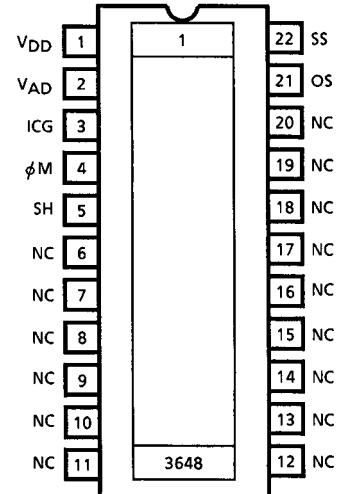 VDD 1 1 22 SS
VAD 2 21 OS
ICG 3 20 NC
ϕM 4 19 NC
SH 5 18 NC
NC 6 17 NC
NC 7 16 NC
NC 8 15 NC
NC 9 14 NC
NC 10 13 NC
NC 11 3648 12 NC